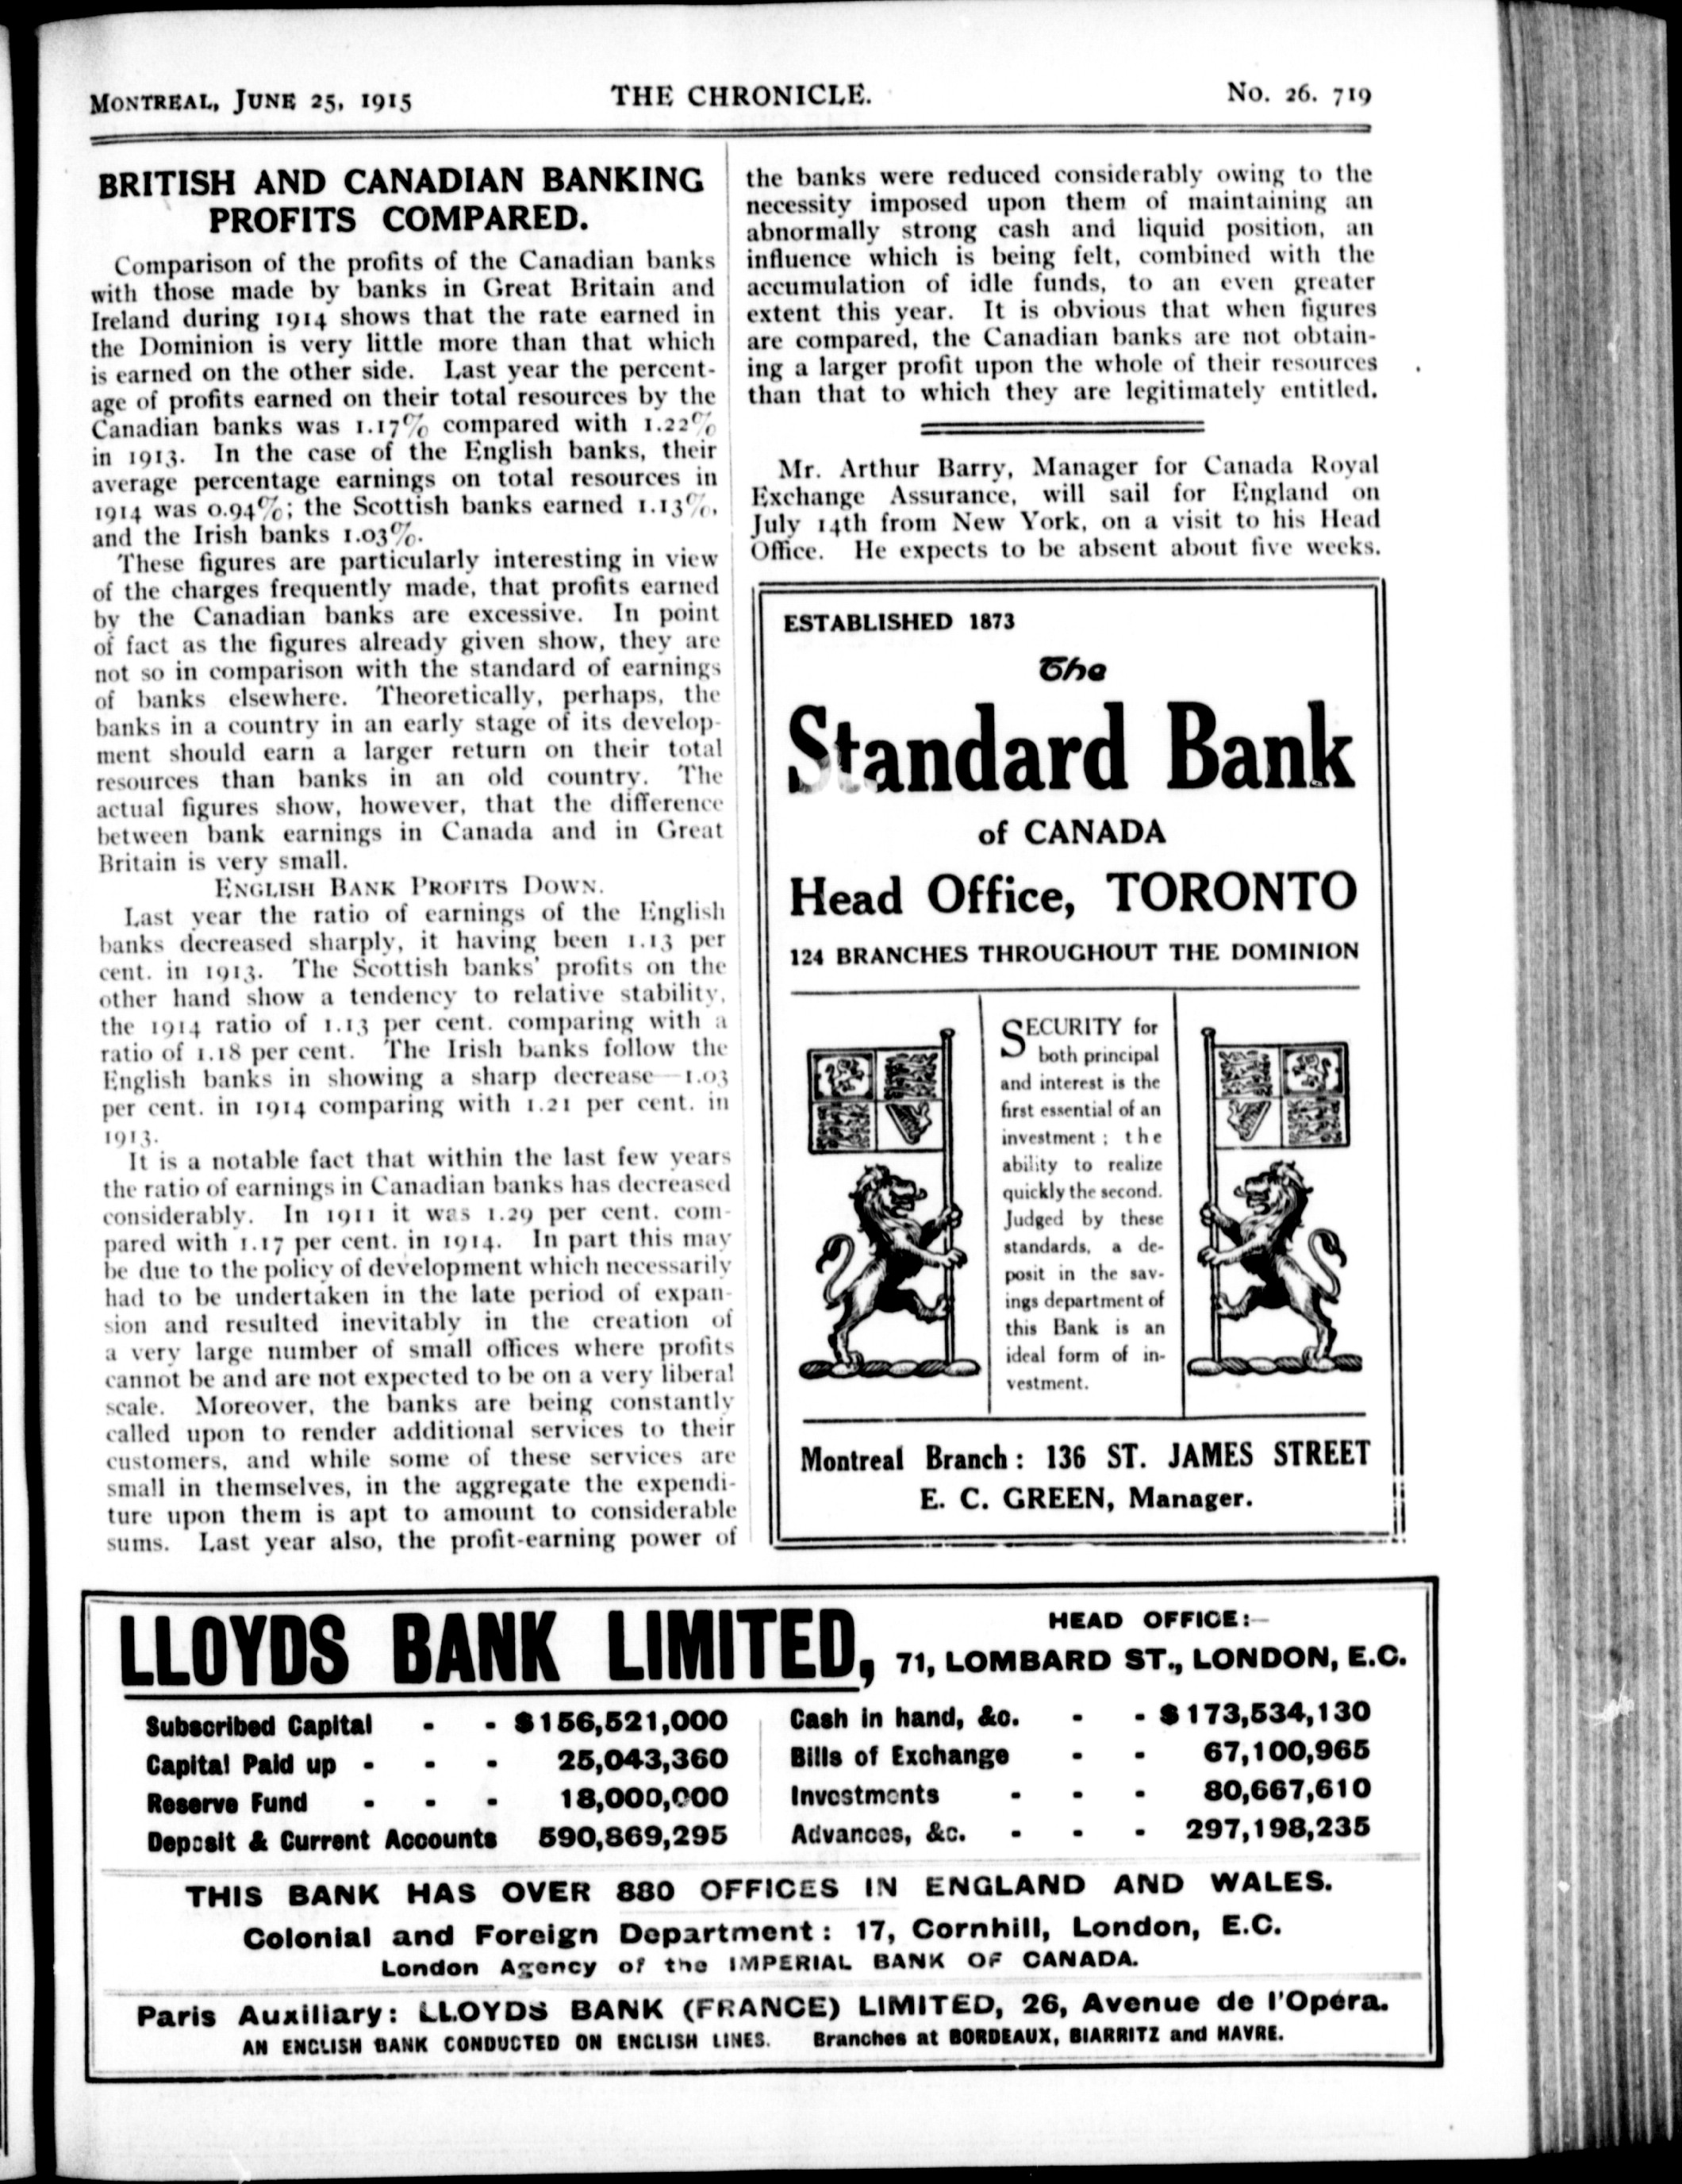 MONTREAL, JUNE 25, 1915
THE CHRONICLE.
No. 26. 719
BRITISH AND CANADIAN BANKING
PROFITS COMPARED.
Comparison of the profits of the Canadian banks
with those made by banks in Great Britain and
Ireland during 1914 shows that the rate earned in
the Dominion is very little more than that which
is earned on the other side. Last year the percent-
age of profits earned on their total resources by the
Canadian banks was 1.17% compared with 1.22%
in 1913. In the case of the English banks, their
average percentage earnings on total resources in
1914 was 0.94%; the Scottish banks earned 1.13%,
and the Irish banks 1.03%.
These figures are particularly interesting in view
of the charges frequently made, that profits earned
by the Canadian banks are excessive. In point
of fact as the figures already given show, they are
not so in comparison with the standard of earnings
of banks elsewhere. Theoretically, perhaps, the
banks in a country in an early stage of its develop-
ment should earn a larger return on their total
resources than banks in an old country. The
actual figures show, however, that the difference
between bank earnings in Canada and in Great
Britain is very small.
ENGLISH BANK PROFITS DOWN.
Last year the ratio of earnings of the English
banks decreased sharply, it having been 1.13 per
cent. in 1913. The Scottish banks' profits on the
other hand show a tendency to relative stability,
the 1914 ratio of 1.13 per cent. comparing with a
ratio of 1.18 per cent. The Irish banks follow the
English banks in showing a sharp decrease—1.03
per cent. in 1914 comparing with 1.21 per cent. in
1913.
It is a notable fact that within the last few years
the ratio of earnings in Canadian banks has decreased
considerably. In 1911 it was 1.29 per cent. com-
pared with 1.17 per cent. in 1914. In part this may
be due to the policy of development which necessarily
had to be undertaken in the late period of expan-
sion and resulted inevitably in the creation of
a very large number of small offices where profits
cannot be and are not expected to be on a very liberal
scale. Moreover, the banks are being constantly
called upon to render additional services to their
customers, and while some of these services are
small in themselves, in the aggregate the expendi-
ture upon them is apt to amount to considerable
sums. Last year also, the profit-earning power of
the banks were reduced considerably owing to the
necessity imposed upon them of maintaining an
abnormally strong cash and liquid position, an
influence which is being felt, combined with the
accumulation of idle funds, to an even greater
extent this year. It is obvious that when figures
are compared, the Canadian banks are not obtain-
ing a larger profit upon the whole of their resources
than that to which they are legitimately entitled.
Mr. Arthur Barry, Manager for Canada Royal
Exchange Assurance, will sail for England on
July 14th from New York, on a visit to his Head
Office. He expects to be absent about five weeks.
ESTABLISHED 1873
The
Standard Bank
of CANADA
Head Office, TORONTO
124 BRANCHES THROUGHOUT THE DOMINION
SECURITY for
both principal
and interest is the
first essential of an
investment; the
ability to realize
quickly the second.
Judged by these
standards, a de-
posit in the sav-
ings department of
this Bank is an
ideal form of in-
vestment.
Montreal Branch: 136 ST. JAMES STREET
E. C. GREEN, Manager.
LLOYDS BANK LIMITED,
HEAD OFFICE:—
71, LOMBARD ST., LONDON, E.C.
Subscribed Capital - - $156,521,000
Capital Paid up - - - 25,043,360
Reserve Fund - - - 18,000,000
Deposit & Current Accounts 590,869,295
Cash in hand, &c. - - $173,534,130
Bills of Exchange - - 67,100,965
Investments - - - 80,667,610
Advances, &c. - - - 297,198,235
THIS BANK HAS OVER 880 OFFICES IN ENGLAND AND WALES.
Colonial and Foreign Department: 17, Cornhill, London, E.C.
London Agency of the IMPERIAL BANK OF CANADA.
Paris Auxiliary: LLOYDS BANK (FRANCE) LIMITED, 26, Avenue de l'Opéra.
AN ENGLISH BANK CONDUCTED ON ENGLISH LINES. Branches at BORDEAUX, BIARRITZ and HAVRE.